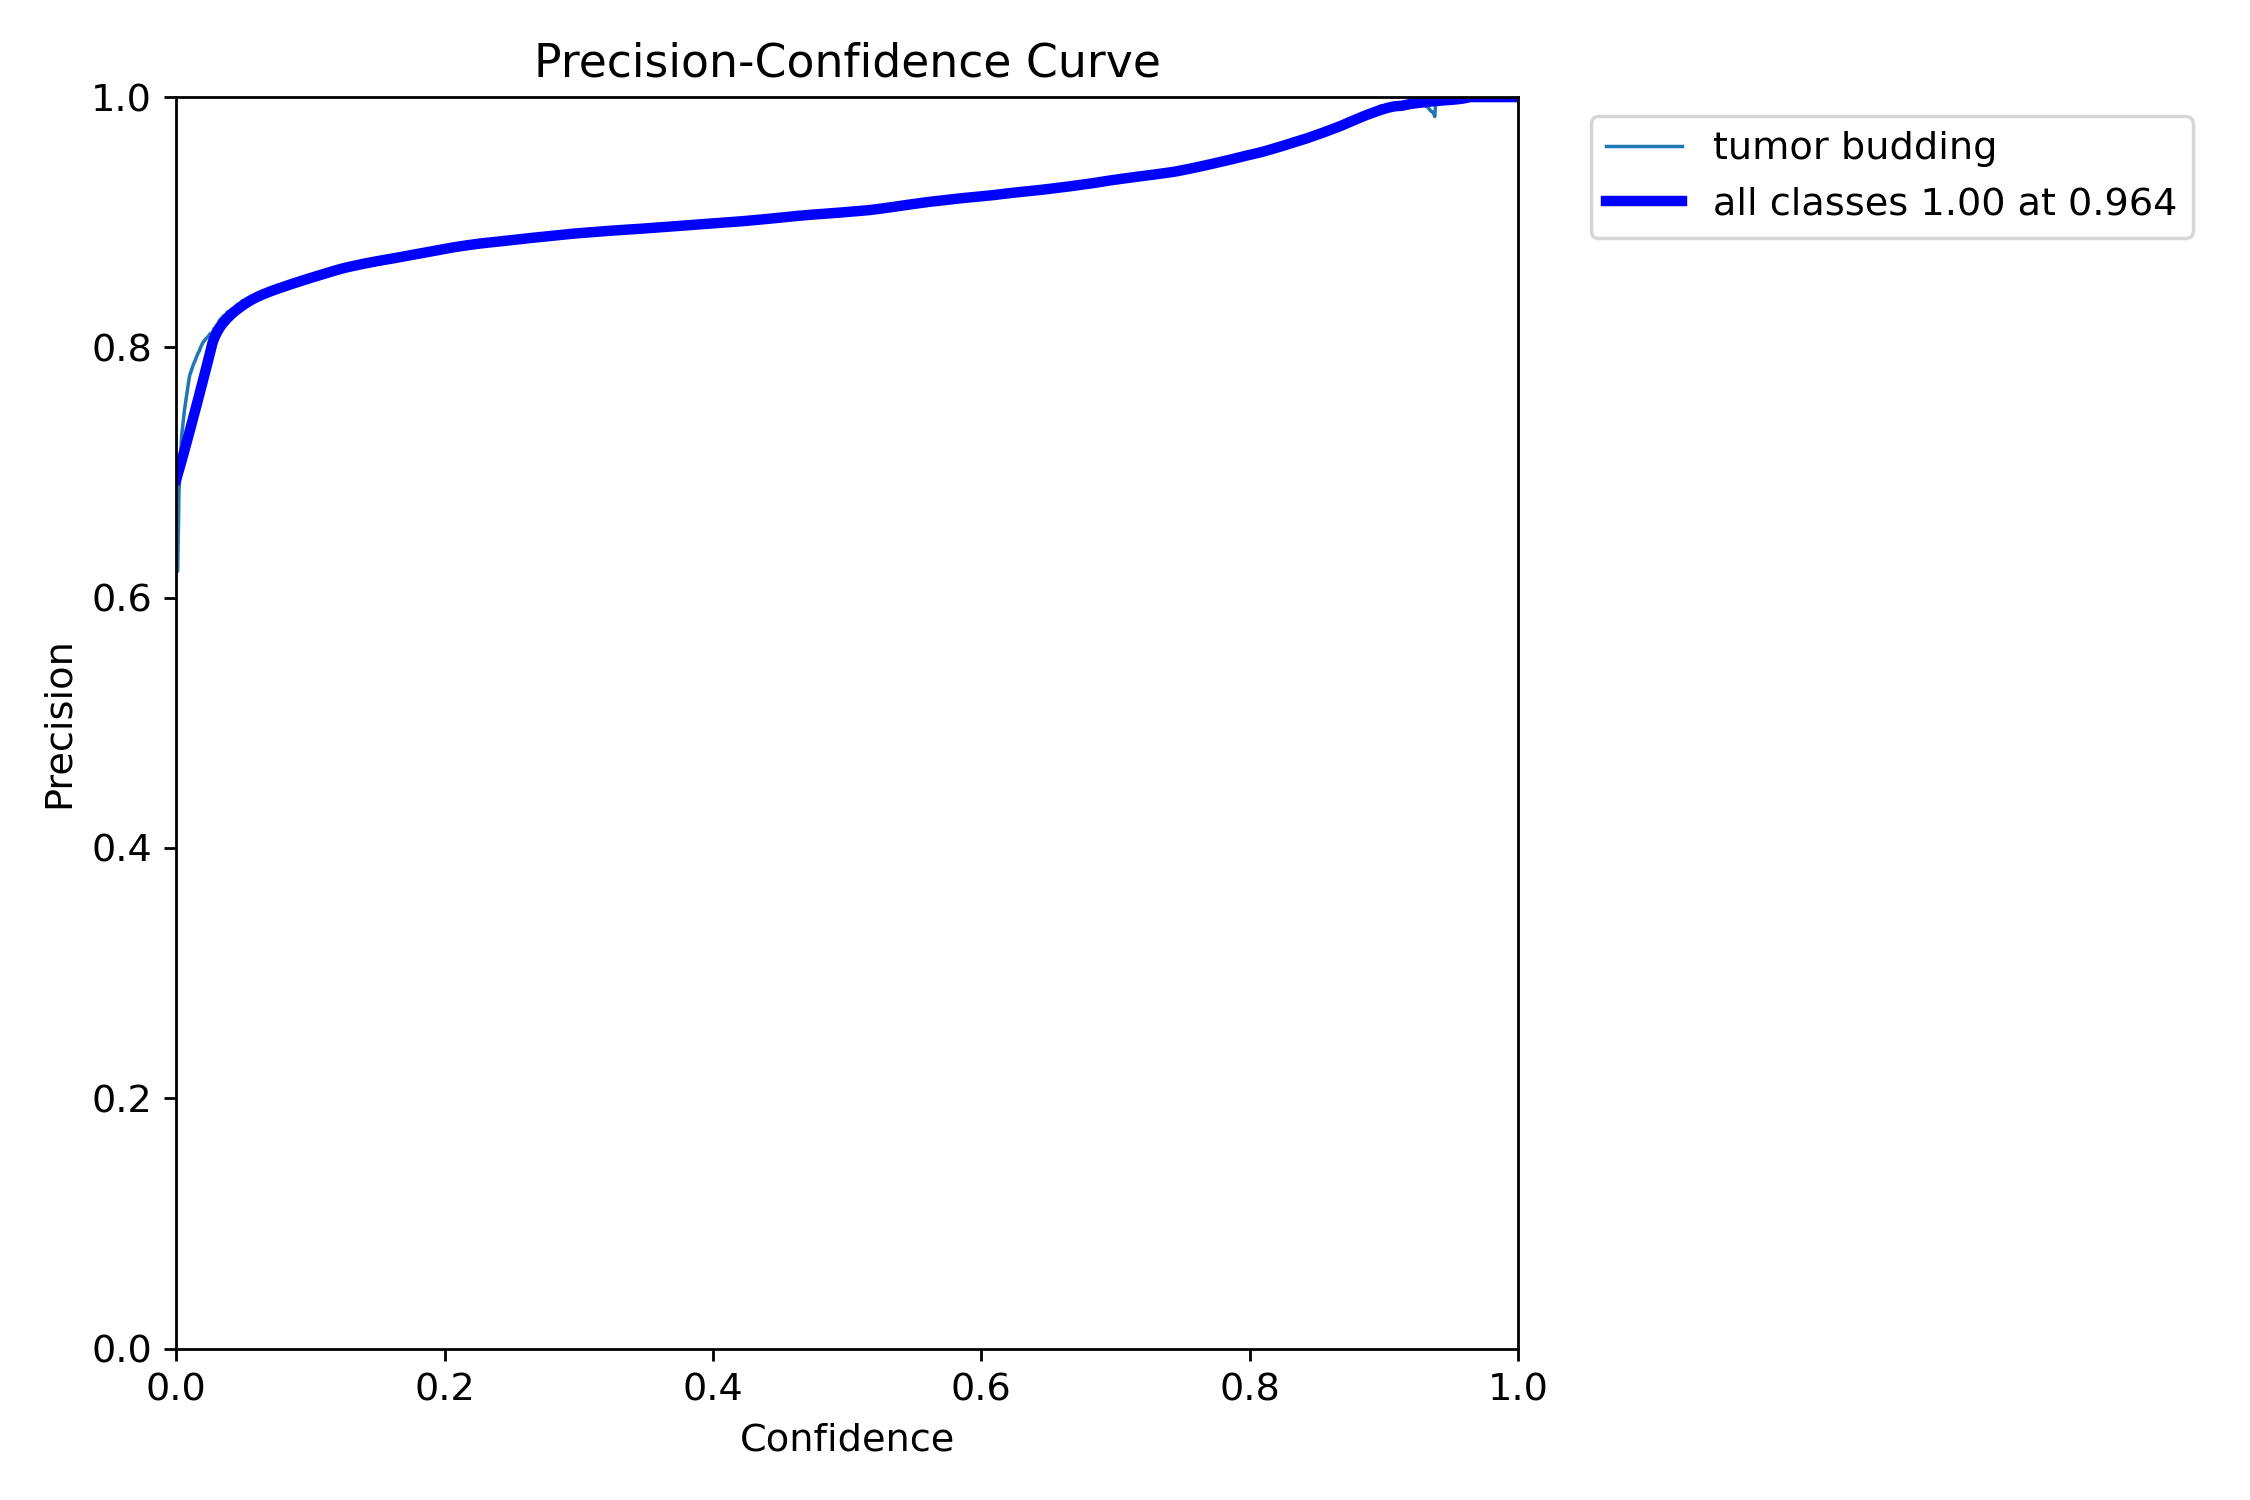 Precision-Confidence Curve
1.0
0.8
0.6
0.4
0.2
0.0
Precision
0.0 0.2 0.4 0.6 0.8 1.0
Confidence
tumor budding
all classes 1.00 at 0.964